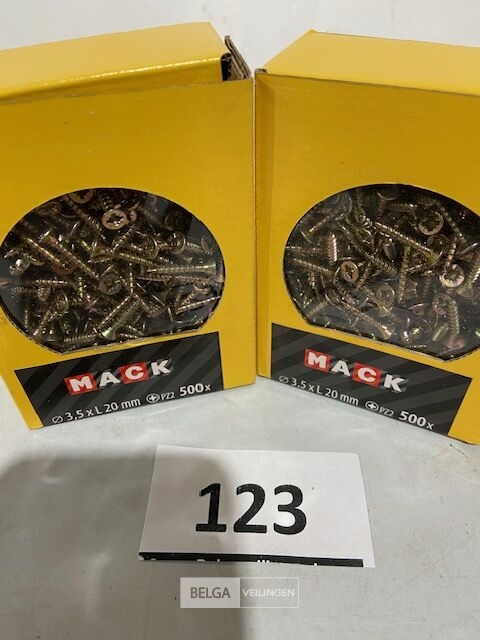 MACK
⌀ 3,5 x L 20 mm PZ2 500x
MACK
⌀ 3,5 x L 20 mm PZ2 500x
123
BELGA VEILINGEN